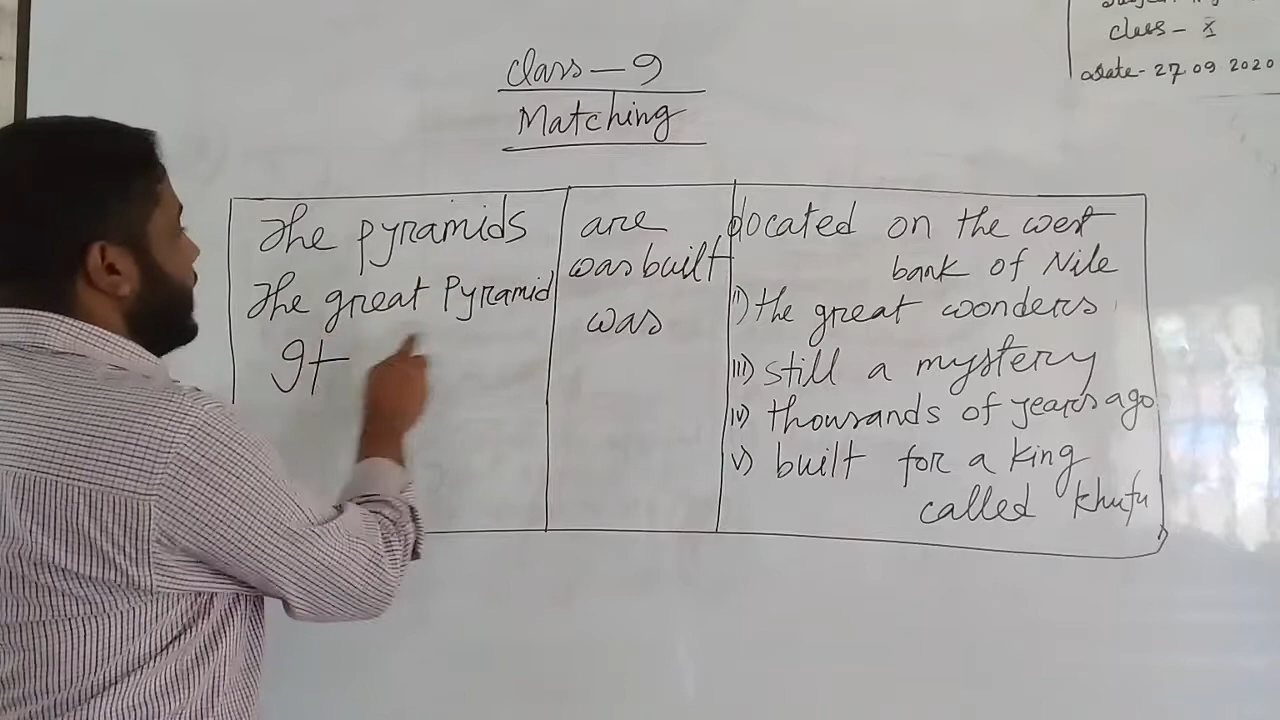 class - X
Date - 27 09 2020
class - 9
Matching
The pyramids
The great Pyramid
It
are
was built
was
located on the west
bank of Nile
ii) the great wonders
iii) still a mystery
iv) thousands of years ago
v) built for a king
called Khufu